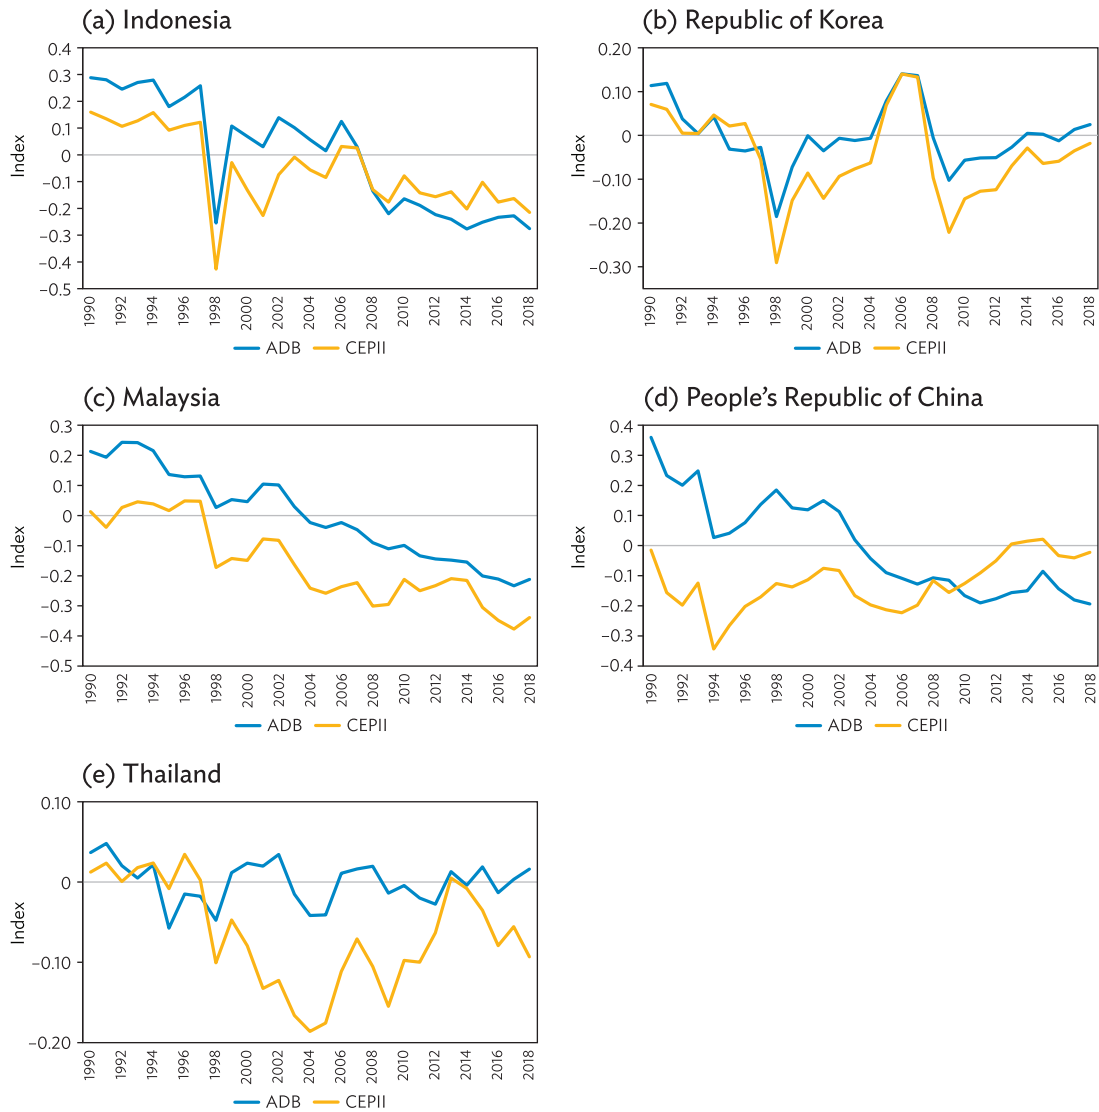 (a) Indonesia
0.4
0.3
0.2
0.1
0
–0.1
–0.2
–0.3
–0.4
–0.5
Index
1990 1992 1994 1996 1998 2000 2002 2004 2006 2008 2010 2012 2014 2016 2018
ADB CEPII
(b) Republic of Korea
0.20
0.10
0
–0.10
–0.20
–0.30
Index
1990 1992 1994 1996 1998 2000 2002 2004 2006 2008 2010 2012 2014 2016 2018
ADB CEPII
(c) Malaysia
0.3
0.2
0.1
0
–0.1
–0.2
–0.3
–0.4
–0.5
Index
1990 1992 1994 1996 1998 2000 2002 2004 2006 2008 2010 2012 2014 2016 2018
ADB CEPII
(d) People’s Republic of China
0.4
0.3
0.2
0.1
0
–0.1
–0.2
–0.3
–0.4
Index
1990 1992 1994 1996 1998 2000 2002 2004 2006 2008 2010 2012 2014 2016 2018
ADB CEPII
(e) Thailand
0.10
0
–0.10
–0.20
Index
1990 1992 1994 1996 1998 2000 2002 2004 2006 2008 2010 2012 2014 2016 2018
ADB CEPII